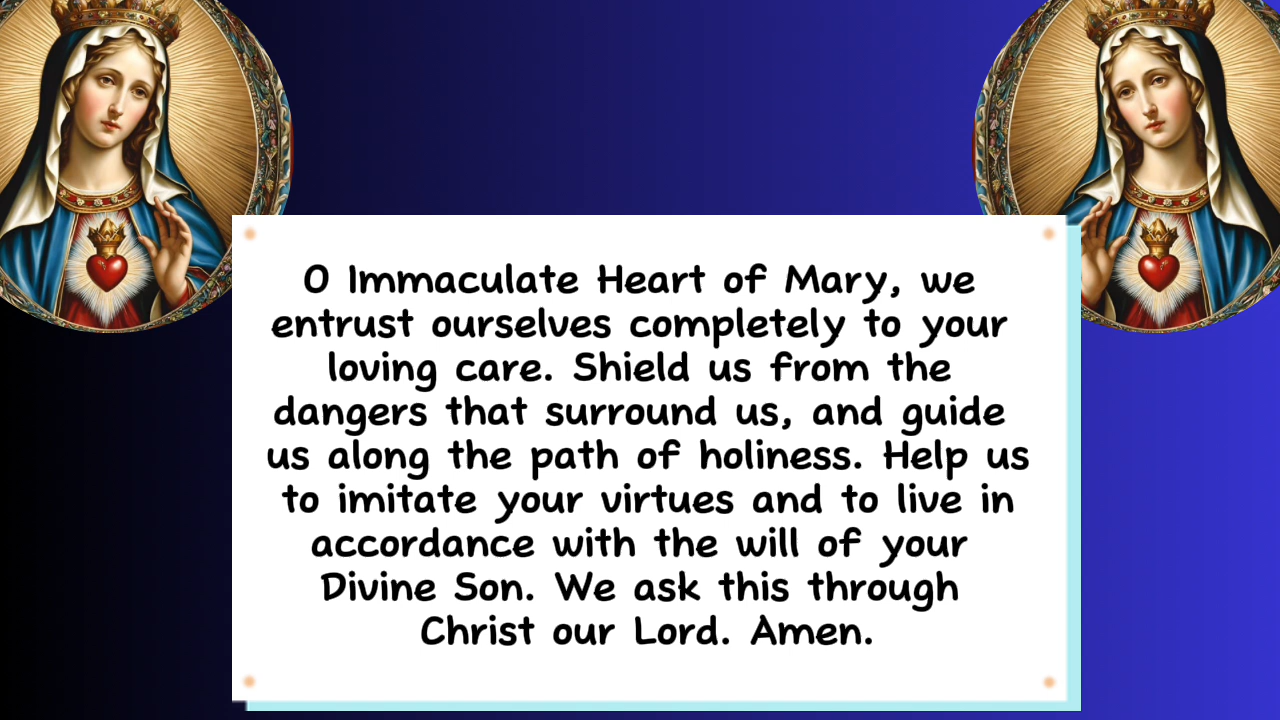 O Immaculate Heart of Mary, we
entrust ourselves completely to your
loving care. Shield us from the
dangers that surround us, and guide
us along the path of holiness. Help us
to imitate your virtues and to live in
accordance with the will of your
Divine Son. We ask this through
Christ our Lord. Amen.